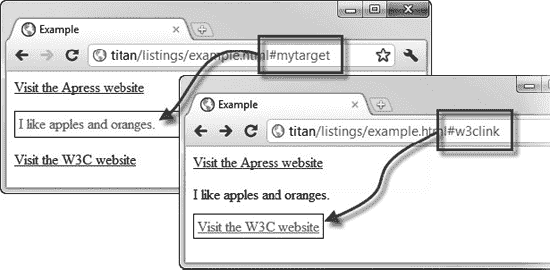 Example
titan/listings/example.html#mytarget
Visit the Apress website
I like apples and oranges.
Visit the W3C website
Example
titan/listings/example.html#w3clink
Visit the Apress website
I like apples and oranges.
Visit the W3C website